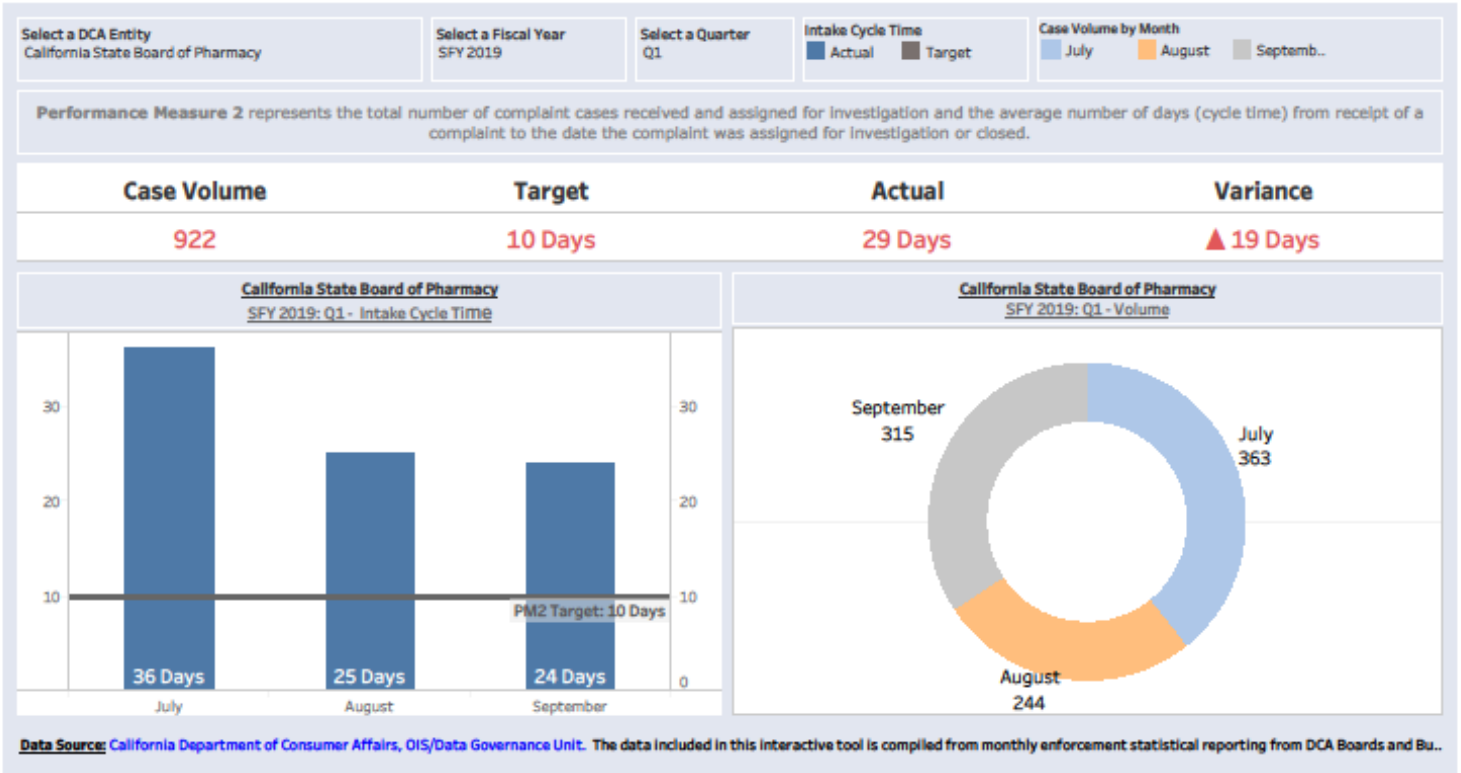 Select a DCA Entity
California State Board of Pharmacy
Select a Fiscal Year
SFY 2019
Select a Quarter
Q1
Intake Cycle Time
Actual Target
Case Volume by Month
July August Septemb..
Performance Measure 2 represents the total number of complaint cases received and assigned for investigation and the average number of days (cycle time) from receipt of a
complaint to the date the complaint was assigned for investigation or closed.
Case Volume Target Actual Variance
922 10 Days 29 Days ▲ 19 Days
California State Board of Pharmacy
SFY 2019: Q1 - Intake Cycle Time
30 30
20 20
10 10
PM2 Target: 10 Days
36 Days 25 Days 24 Days
0
July August September
California State Board of Pharmacy
SFY 2019: Q1 - Volume
September
315
July
363
August
244
Data Source: California Department of Consumer Affairs, OIS/Data Governance Unit. The data included in this interactive tool is compiled from monthly enforcement statistical reporting from DCA Boards and Bu..